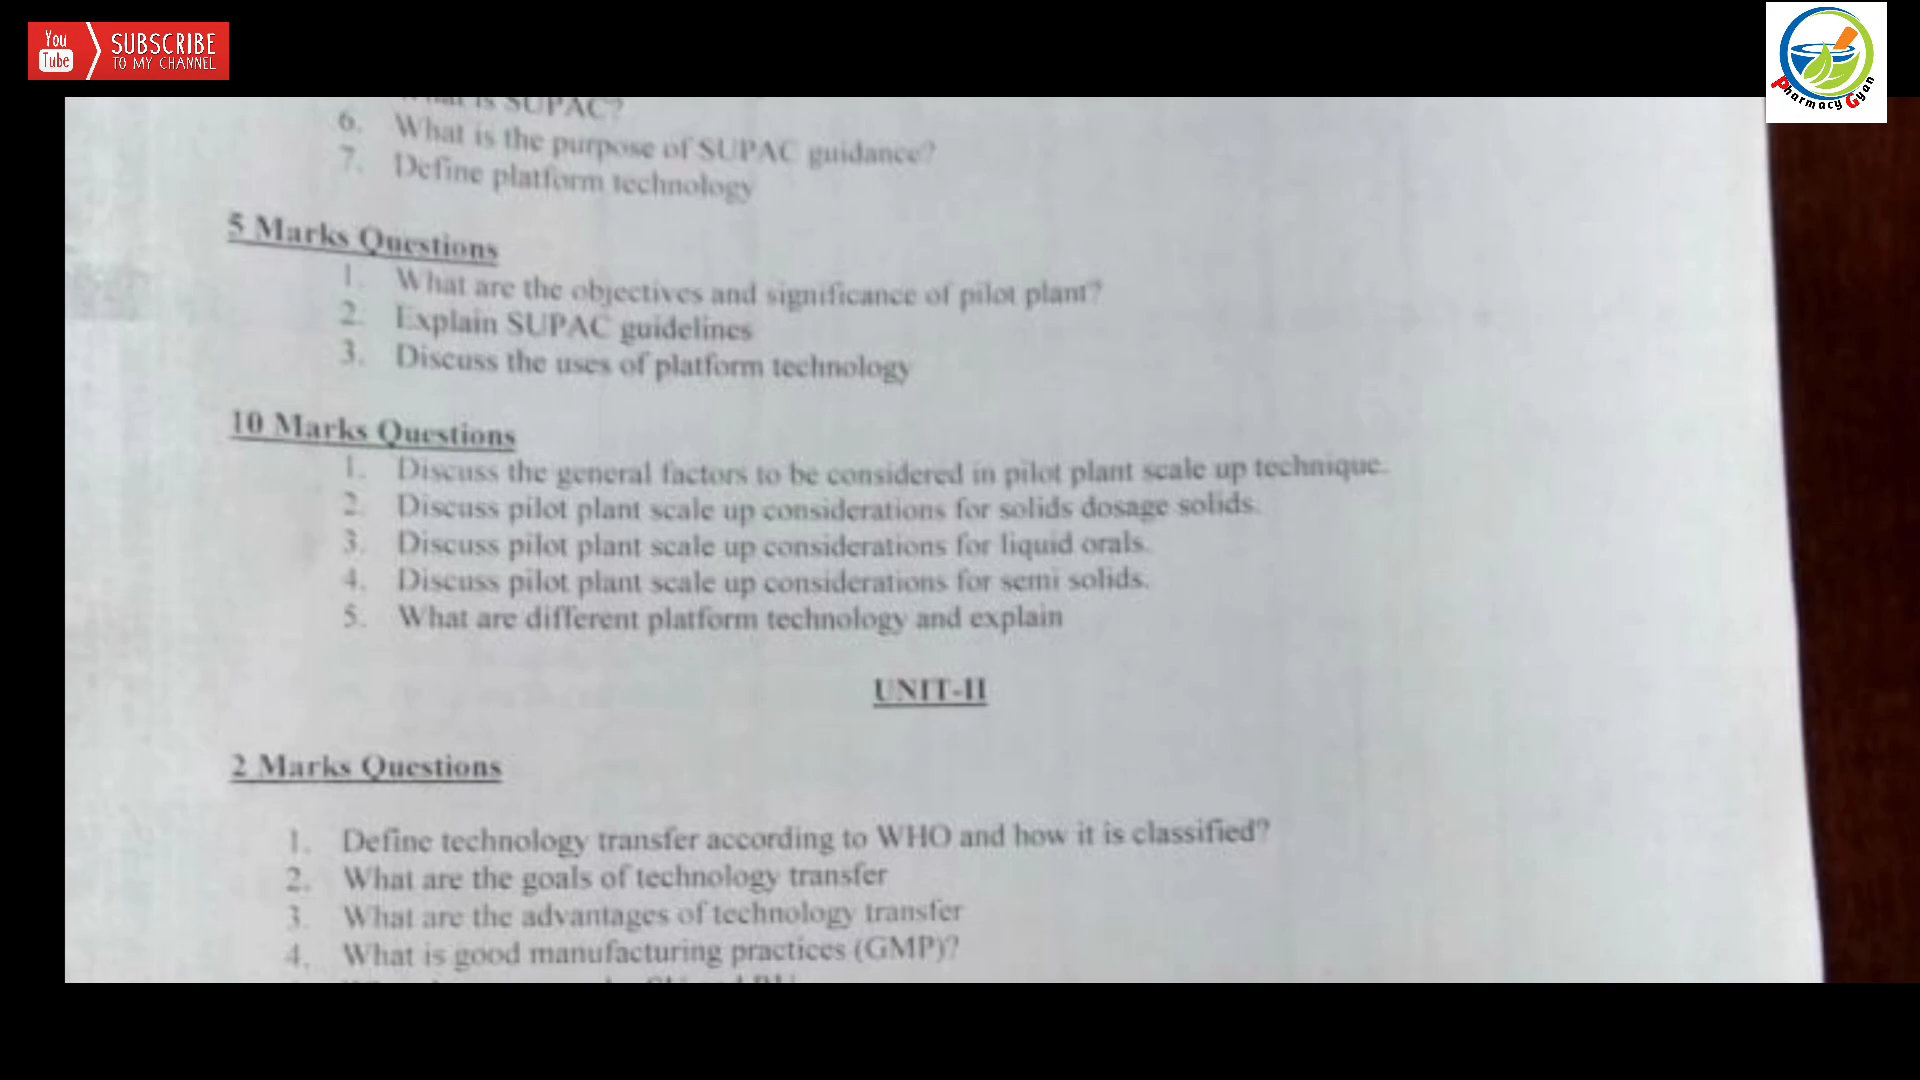 You
Tube
SUBSCRIBE
TO MY CHANNEL
Pharmacy Gyan
What is SUPAC?
6. What is the purpose of SUPAC guidance?
7. Define platform technology
5 Marks Questions
1. What are the objectives and significance of pilot plant?
2. Explain SUPAC guidelines
3. Discuss the uses of platform technology
10 Marks Questions
1. Discuss the general factors to be considered in pilot plant scale up technique.
2. Discuss pilot plant scale up considerations for solids dosage solids.
3. Discuss pilot plant scale up considerations for liquid orals.
4. Discuss pilot plant scale up considerations for semi solids.
5. What are different platform technology and explain
UNIT-II
2 Marks Questions
1. Define technology transfer according to WHO and how it is classified?
2. What are the goals of technology transfer
3. What are the advantages of technology transfer
4. What is good manufacturing practices (GMP)?